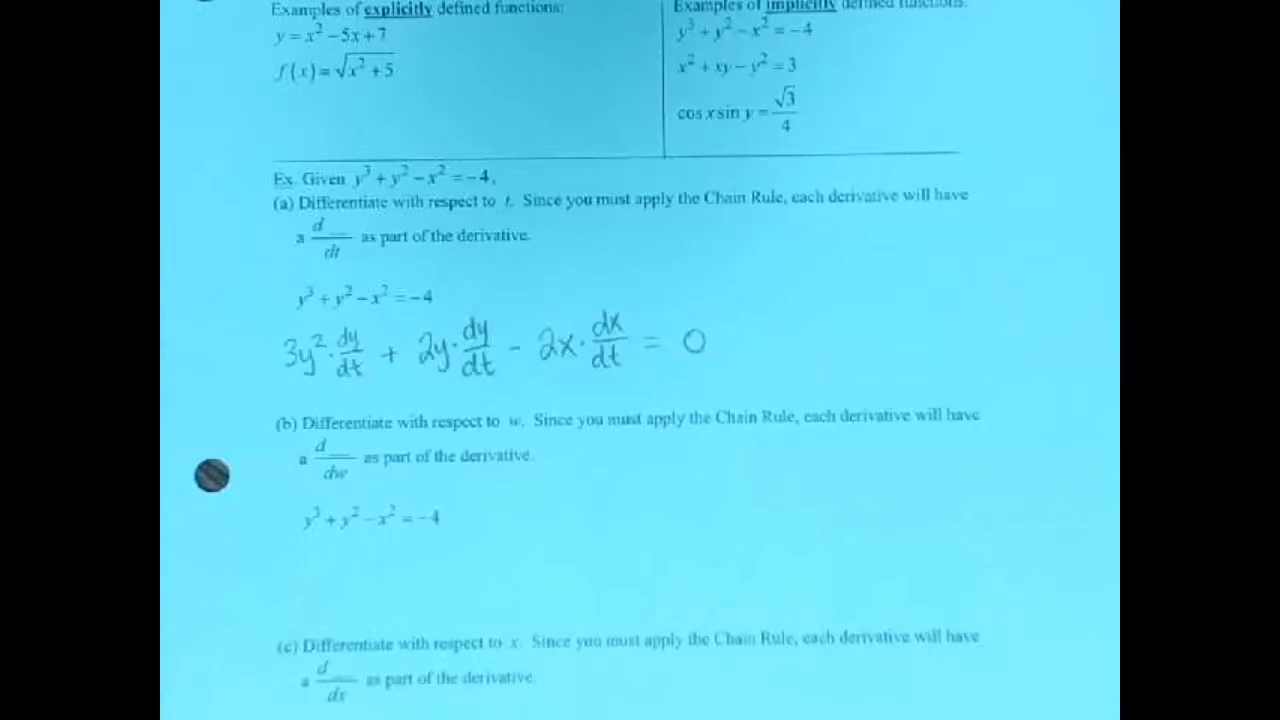 Examples of explicitly defined functions:
y = x² − 5x + 7
f(x) = √(x² + 5)
Examples of implicitly defined functions:
y³ + y² − x² = −4
x² + xy − y² = 3
cos x sin y = √3/4
Ex. Given y³ + y² − x² = −4,
(a) Differentiate with respect to t. Since you must apply the Chain Rule, each derivative will have
a d__/dt as part of the derivative.
y³ + y² − x² = −4
3y² · dy/dt + 2y · dy/dt − 2x · dx/dt = 0
(b) Differentiate with respect to w. Since you must apply the Chain Rule, each derivative will have
a d__/dw as part of the derivative.
y³ + y² − x² = −4
(c) Differentiate with respect to x. Since you must apply the Chain Rule, each derivative will have
a d__/dx as part of the derivative.